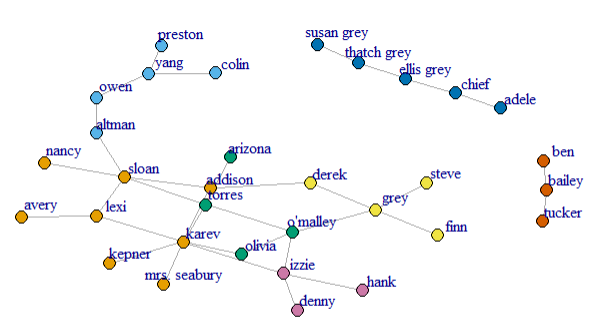 preston
susan grey
thatch grey
yang
colin
ellis grey
owen
chief
adele
altman
nancy
arizona
ben
sloan
addison
derek
steve
bailey
torres
grey
avery
lexi
tucker
o'malley
finn
karev
olivia
kepner
izzie
mrs. seabury
hank
denny